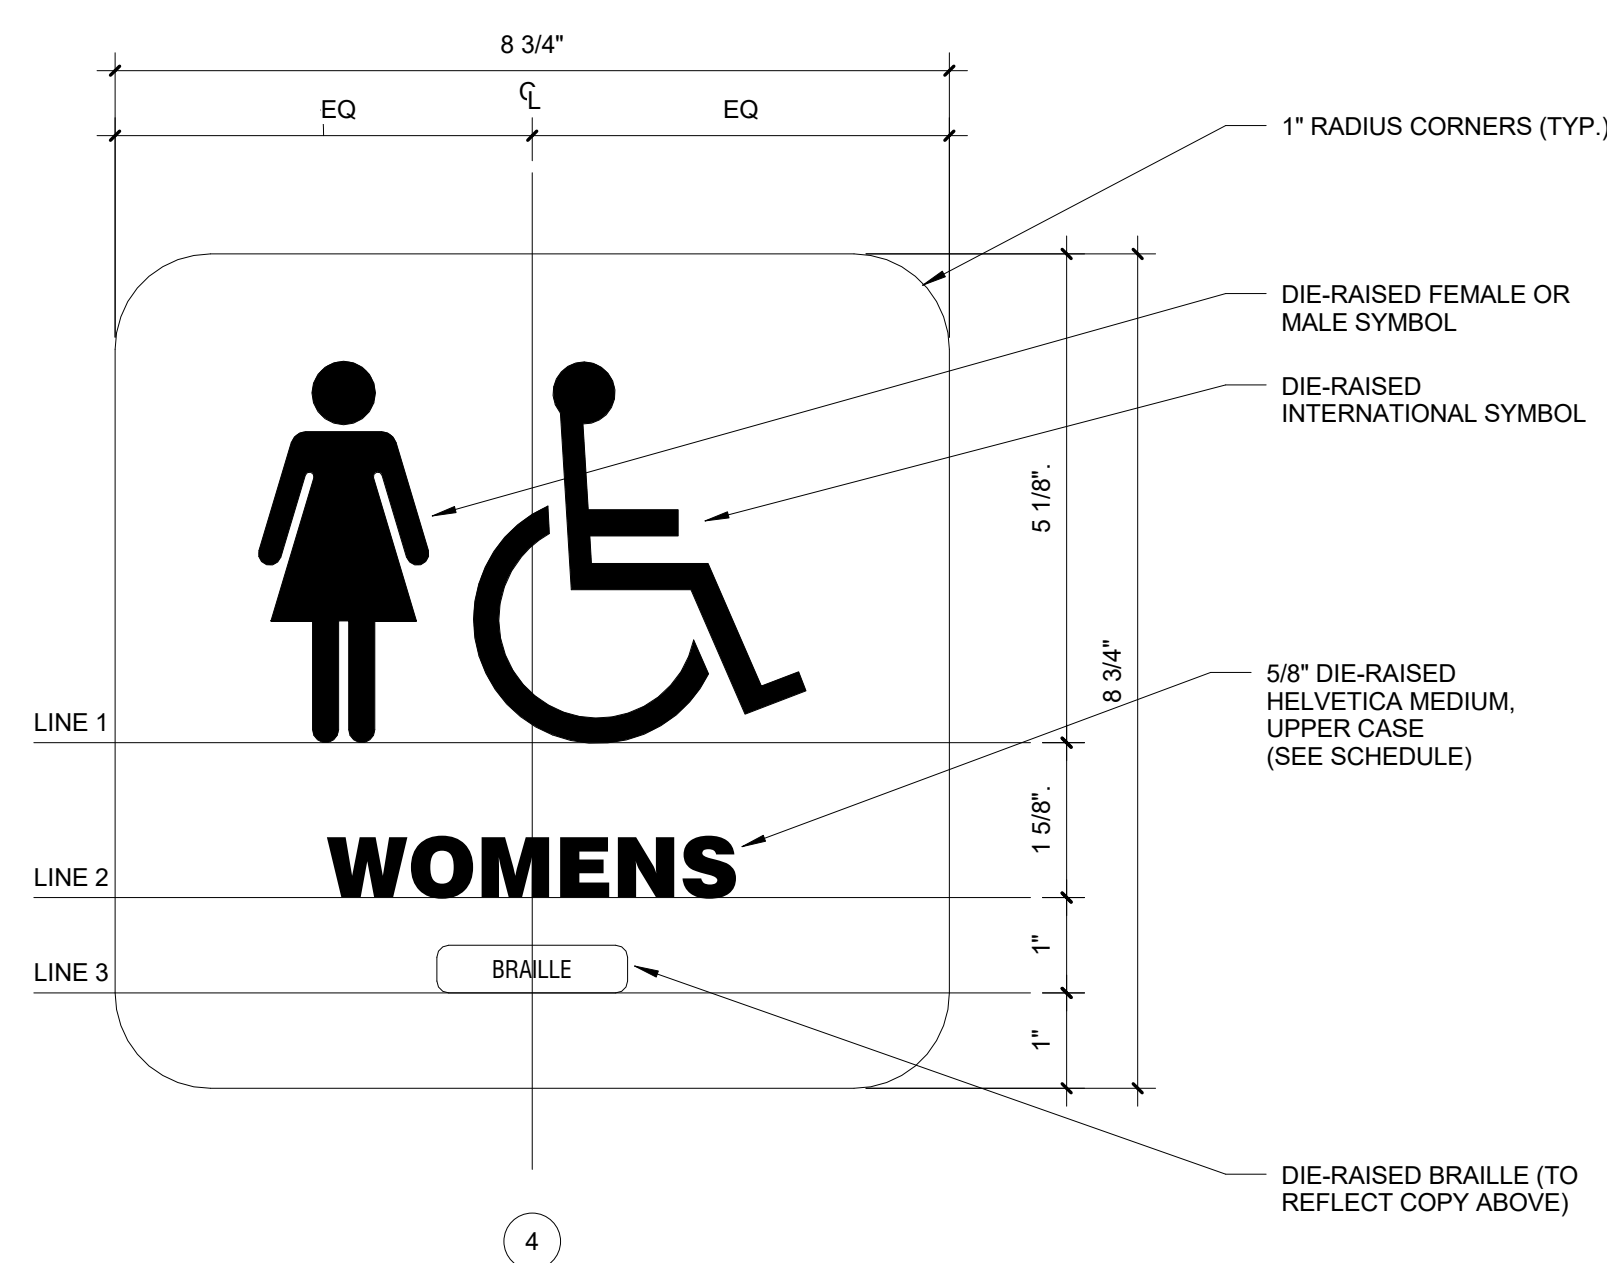 8 3/4"
CL
EQ
EQ
1" RADIUS CORNERS (TYP.)
DIE-RAISED FEMALE OR
MALE SYMBOL
DIE-RAISED
INTERNATIONAL SYMBOL
5 1/8".
8 3/4"
5/8" DIE-RAISED
HELVETICA MEDIUM,
UPPER CASE
(SEE SCHEDULE)
LINE 1
1 5/8".
WOMENS
LINE 2
1"
BRAILLE
LINE 3
1"
DIE-RAISED BRAILLE (TO
REFLECT COPY ABOVE)
4